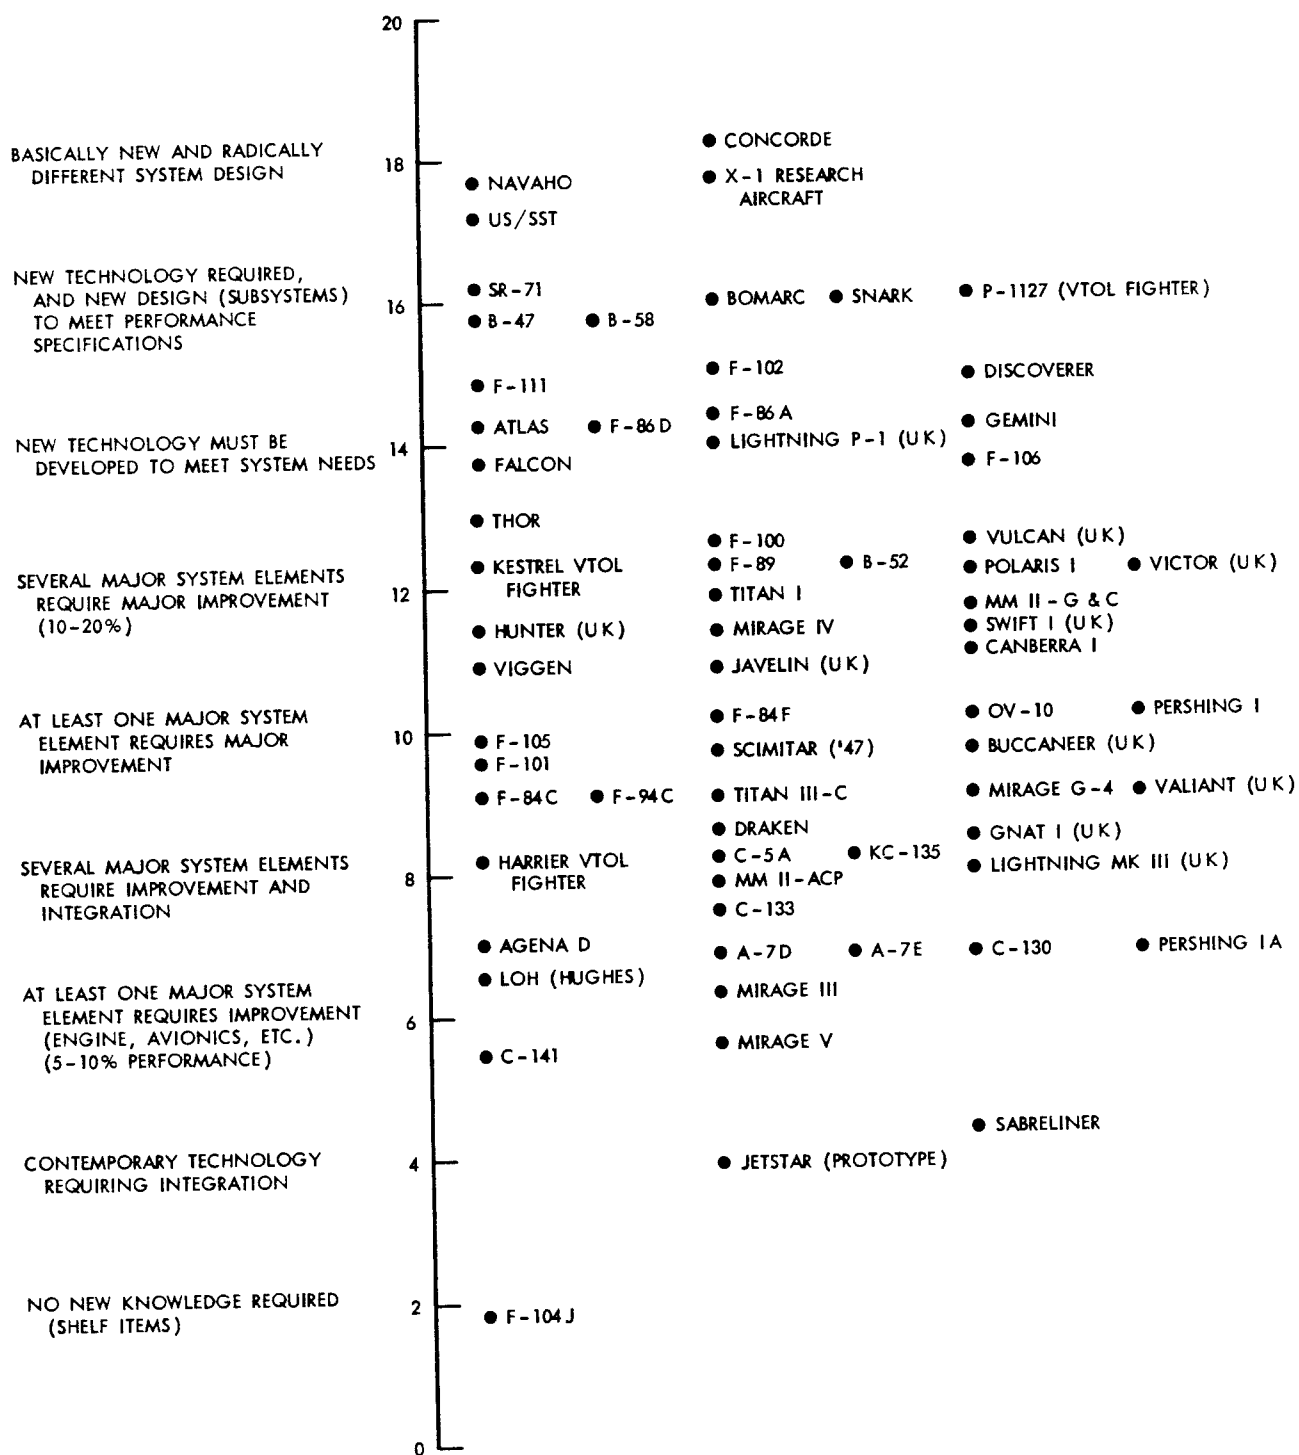 20
BASICALLY NEW AND RADICALLY
DIFFERENT SYSTEM DESIGN
18
CONCORDE
NAVAHO
X-1 RESEARCH
AIRCRAFT
US/SST
NEW TECHNOLOGY REQUIRED,
AND NEW DESIGN (SUBSYSTEMS)
TO MEET PERFORMANCE
SPECIFICATIONS
16
SR-71
BOMARC
SNARK
P-1127 (VTOL FIGHTER)
B-47
B-58
F-102
DISCOVERER
F-111
F-86A
GEMINI
ATLAS
F-86D
LIGHTNING P-1 (UK)
NEW TECHNOLOGY MUST BE
DEVELOPED TO MEET SYSTEM NEEDS
14
FALCON
F-106
THOR
F-100
VULCAN (UK)
SEVERAL MAJOR SYSTEM ELEMENTS
REQUIRE MAJOR IMPROVEMENT
(10-20%)
12
KESTREL VTOL
FIGHTER
F-89
B-52
POLARIS I
VICTOR (UK)
TITAN I
MM II-G & C
HUNTER (UK)
MIRAGE IV
SWIFT I (UK)
CANBERRA I
VIGGEN
JAVELIN (UK)
AT LEAST ONE MAJOR SYSTEM
ELEMENT REQUIRES MAJOR
IMPROVEMENT
10
F-84F
OV-10
PERSHING I
F-105
SCIMITAR ('47)
BUCCANEER (UK)
F-101
F-84C
F-94C
TITAN III-C
MIRAGE G-4
VALIANT (UK)
DRAKEN
GNAT I (UK)
SEVERAL MAJOR SYSTEM ELEMENTS
REQUIRE IMPROVEMENT AND
INTEGRATION
8
HARRIER VTOL
FIGHTER
C-5A
KC-135
LIGHTNING MK III (UK)
MM II-ACP
C-133
AGENA D
A-7D
A-7E
C-130
PERSHING IA
LOH (HUGHES)
MIRAGE III
AT LEAST ONE MAJOR SYSTEM
ELEMENT REQUIRES IMPROVEMENT
(ENGINE, AVIONICS, ETC.)
(5-10% PERFORMANCE)
6
MIRAGE V
C-141
SABRELINER
CONTEMPORARY TECHNOLOGY
REQUIRING INTEGRATION
4
JETSTAR (PROTOTYPE)
NO NEW KNOWLEDGE REQUIRED
(SHELF ITEMS)
2
F-104J
0